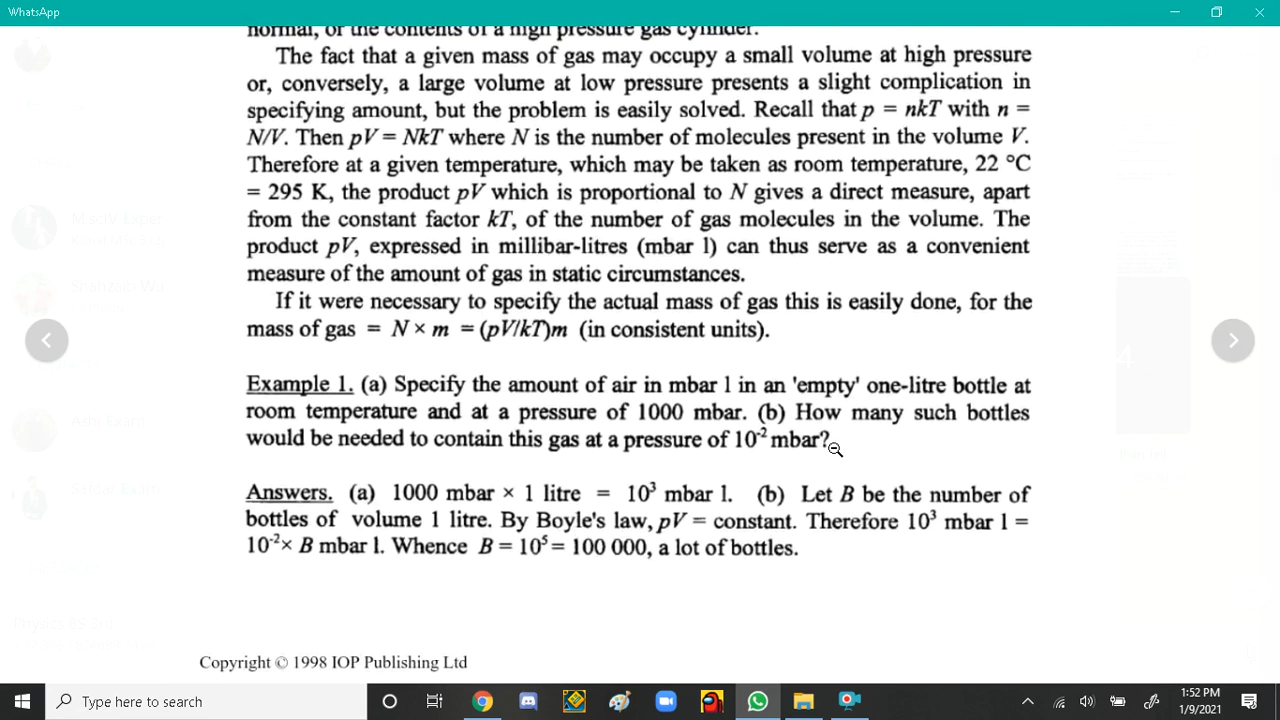 WhatsApp
normal, or the contents of a high pressure gas cylinder.
The fact that a given mass of gas may occupy a small volume at high pressure
or, conversely, a large volume at low pressure presents a slight complication in
specifying amount, but the problem is easily solved. Recall that p = nkT with n =
N/V. Then pV = NkT where N is the number of molecules present in the volume V.
Therefore at a given temperature, which may be taken as room temperature, 22 °C
= 295 K, the product pV which is proportional to N gives a direct measure, apart
from the constant factor kT, of the number of gas molecules in the volume. The
product pV, expressed in millibar-litres (mbar l) can thus serve as a convenient
measure of the amount of gas in static circumstances.
If it were necessary to specify the actual mass of gas this is easily done, for the
mass of gas = N × m = (pV/kT)m (in consistent units).
Example 1. (a) Specify the amount of air in mbar l in an 'empty' one-litre bottle at
room temperature and at a pressure of 1000 mbar. (b) How many such bottles
would be needed to contain this gas at a pressure of 10⁻² mbar?
Answers. (a) 1000 mbar × 1 litre = 10³ mbar l. (b) Let B be the number of
bottles of volume 1 litre. By Boyle's law, pV = constant. Therefore 10³ mbar l =
10⁻²× B mbar l. Whence B = 10⁵ = 100 000, a lot of bottles.
Copyright © 1998 IOP Publishing Ltd
Type here to search
1:52 PM
1/9/2021